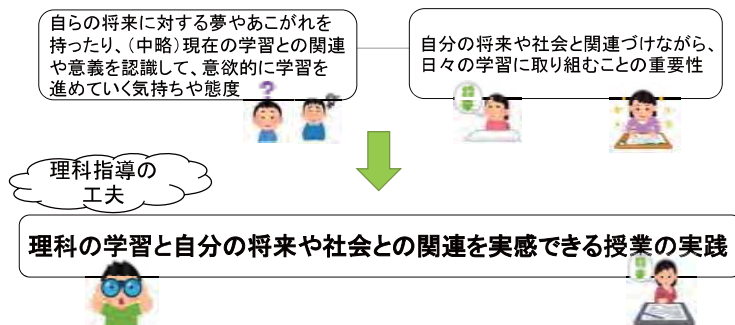 自らの将来に対する夢やあこがれを
持ったり、（中略）現在の学習との関連
や意義を認識して、意欲的に学習を
進めていく気持ちや態度
自分の将来や社会と関連づけながら、
日々の学習に取り組むことの重要性
?
将来
理科指導の
工夫
理科の学習と自分の将来や社会との関連を実感できる授業の実践
将来